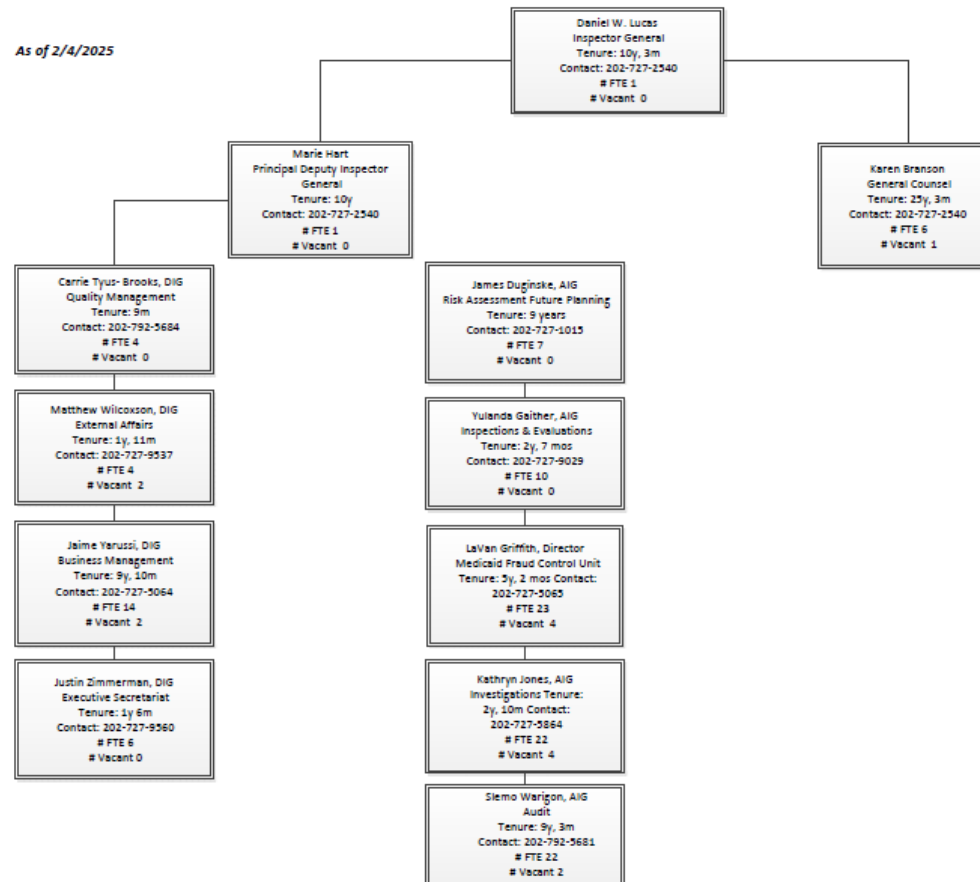 As of 2/4/2025
Daniel W. Lucas
Inspector General
Tenure: 10y, 3m
Contact: 202-727-2540
# FTE 1
# Vacant 0
Marie Hart
Principal Deputy Inspector
General
Tenure: 10y
Contact: 202-727-2540
# FTE 1
# Vacant 0
Karen Branson
General Counsel
Tenure: 25y, 3m
Contact: 202-727-2540
# FTE 6
# Vacant 1
Carrie Tyus- Brooks, DIG
Quality Management
Tenure: 9m
Contact: 202-792-5684
# FTE 4
# Vacant 0
Matthew Wilcoxson, DIG
External Affairs
Tenure: 1y, 11m
Contact: 202-727-9537
# FTE 4
# Vacant 2
Jaime Yarussi, DIG
Business Management
Tenure: 9y, 10m
Contact: 202-727-5064
# FTE 14
# Vacant 2
Justin Zimmerman, DIG
Executive Secretariat
Tenure: 1y 6m
Contact: 202-727-9560
# FTE 6
# Vacant 0
James Duginske, AIG
Risk Assessment Future Planning
Tenure: 9 years
Contact: 202-727-1015
# FTE 7
# Vacant 0
Yulanda Gaither, AIG
Inspections & Evaluations
Tenure: 2y, 7 mos
Contact: 202-727-9029
# FTE 10
# Vacant 0
LaVan Griffith, Director
Medicaid Fraud Control Unit
Tenure: 5y, 2 mos Contact:
202-727-5065
# FTE 23
# Vacant 4
Kathryn Jones, AIG
Investigations Tenure:
2y, 10m Contact:
202-727-5864
# FTE 22
# Vacant 4
Slemo Warigon, AIG
Audit
Tenure: 9y, 3m
Contact: 202-792-5681
# FTE 22
# Vacant 2